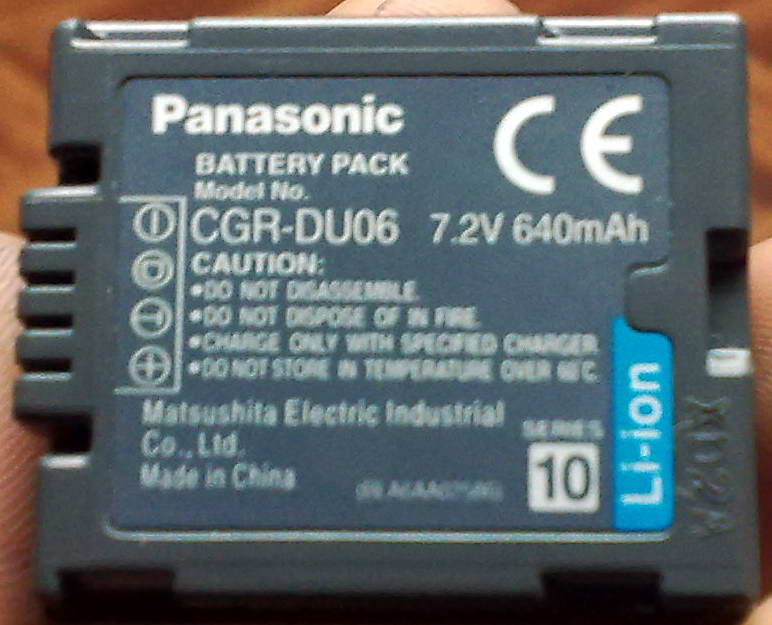 Panasonic
CE
BATTERY PACK
Model No.
CGR-DU06 7.2V 640mAh
CAUTION:
•DO NOT DISASSEMBLE.
•DO NOT DISPOSE OF IN FIRE.
•CHARGE ONLY WITH SPECIFIED CHARGER.
•DO NOT STORE IN TEMPERATURE OVER 60°C.
Matsushita Electric Industrial
Co., Ltd.
Made in China
SERIES
10
Li-ion